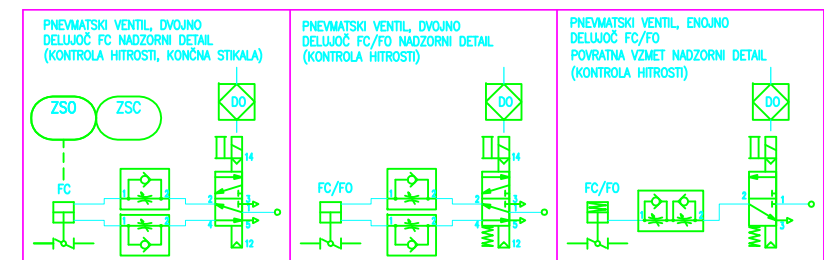 PNEVMATSKI VENTIL, DVOJNO
DELUJOČ FC NADZORNI DETAIL
(KONTROLA HITROSTI, KONČNA STIKALA)
DO
ZSO
ZSC
14
FC
1
2
2
3
1
1
2
4
5
12
PNEVMATSKI VENTIL, DVOJNO
DELUJOČ FC/FO NADZORNI DETAIL
(KONTROLA HITROSTI)
DO
14
FC/FO
1
2
2
3
1
1
2
4
5
12
PNEVMATSKI VENTIL, ENOJNO
DELUJOČ FC/FO
POVRATNA VZMET NADZORNI DETAIL
(KONTROLA HITROSTI)
DO
FC/FO
1
2
2
1
3